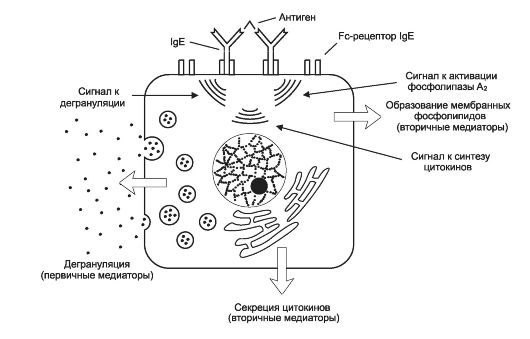 Антиген
IgE
Fc-рецептор IgE
Сигнал к
дегрануляции
Сигнал к активации
фосфолипазы A₂
Образование мембранных
фосфолипидов
(вторичные медиаторы)
Сигнал к синтезу
цитокинов
Дегрануляция
(первичные медиаторы)
Секреция цитокинов
(вторичные медиаторы)